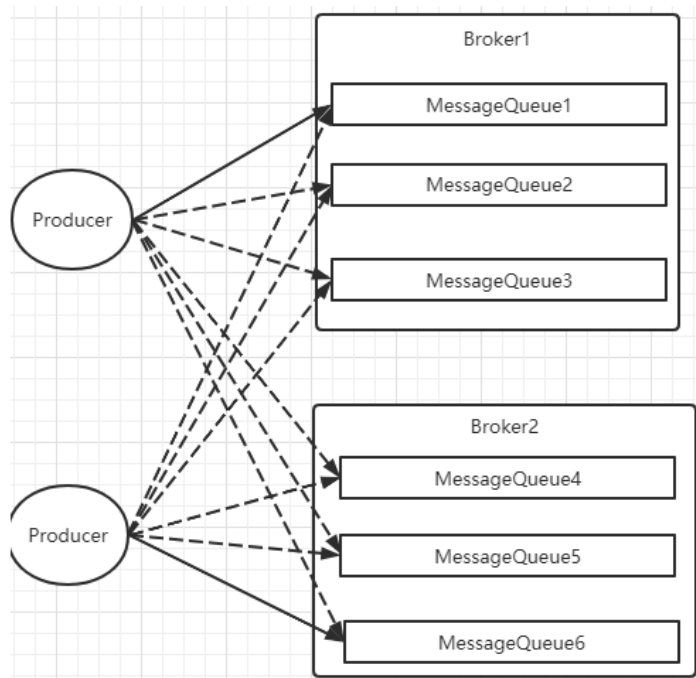 Broker1
MessageQueue1
MessageQueue2
Producer
MessageQueue3
Broker2
MessageQueue4
Producer
MessageQueue5
MessageQueue6